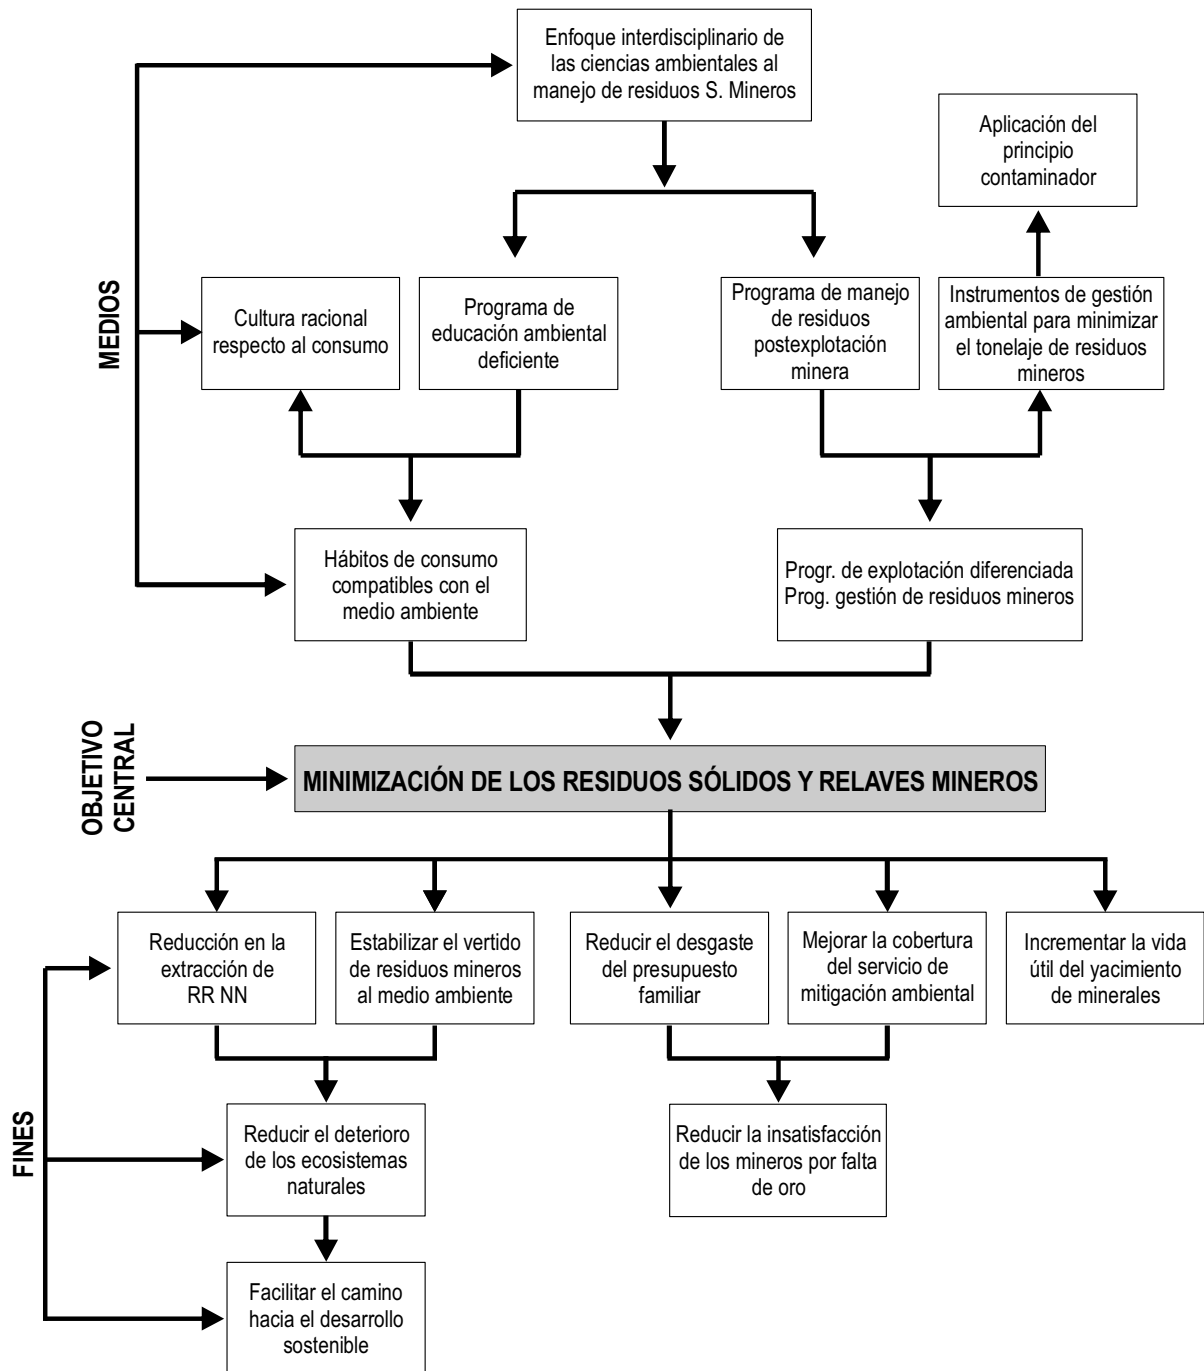 Enfoque interdisciplinario de
las ciencias ambientales al
manejo de residuos S. Mineros
Aplicación del
principio
contaminador
MEDIOS
Cultura racional
respecto al consumo
Programa de
educación ambiental
deficiente
Programa de manejo
de residuos
postexplotación
minera
Instrumentos de gestión
ambiental para minimizar
el tonelaje de residuos
mineros
Hábitos de consumo
compatibles con el
medio ambiente
Progr. de explotación diferenciada
Prog. gestión de residuos mineros
OBJETIVO
CENTRAL
MINIMIZACIÓN DE LOS RESIDUOS SÓLIDOS Y RELAVES MINEROS
Reducción en la
extracción de
RR NN
Estabilizar el vertido
de residuos mineros
al medio ambiente
Reducir el desgaste
del presupuesto
familiar
Mejorar la cobertura
del servicio de
mitigación ambiental
Incrementar la vida
útil del yacimiento
de minerales
FINES
Reducir el deterioro
de los ecosistemas
naturales
Reducir la insatisfacción
de los mineros por falta
de oro
Facilitar el camino
hacia el desarrollo
sostenible